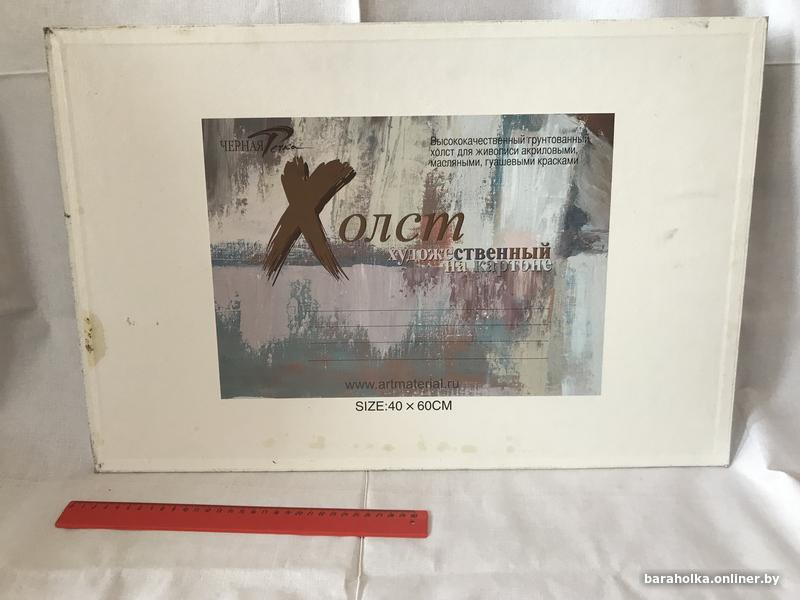 ЧЕРНАЯ Речка
Высококачественный грунтованный
холст для живописи акриловыми,
масляными, гуашевыми красками
Холст
художественный
на картоне
www.artmaterial.ru
SIZE:40 × 60CM
baraholka.onliner.by